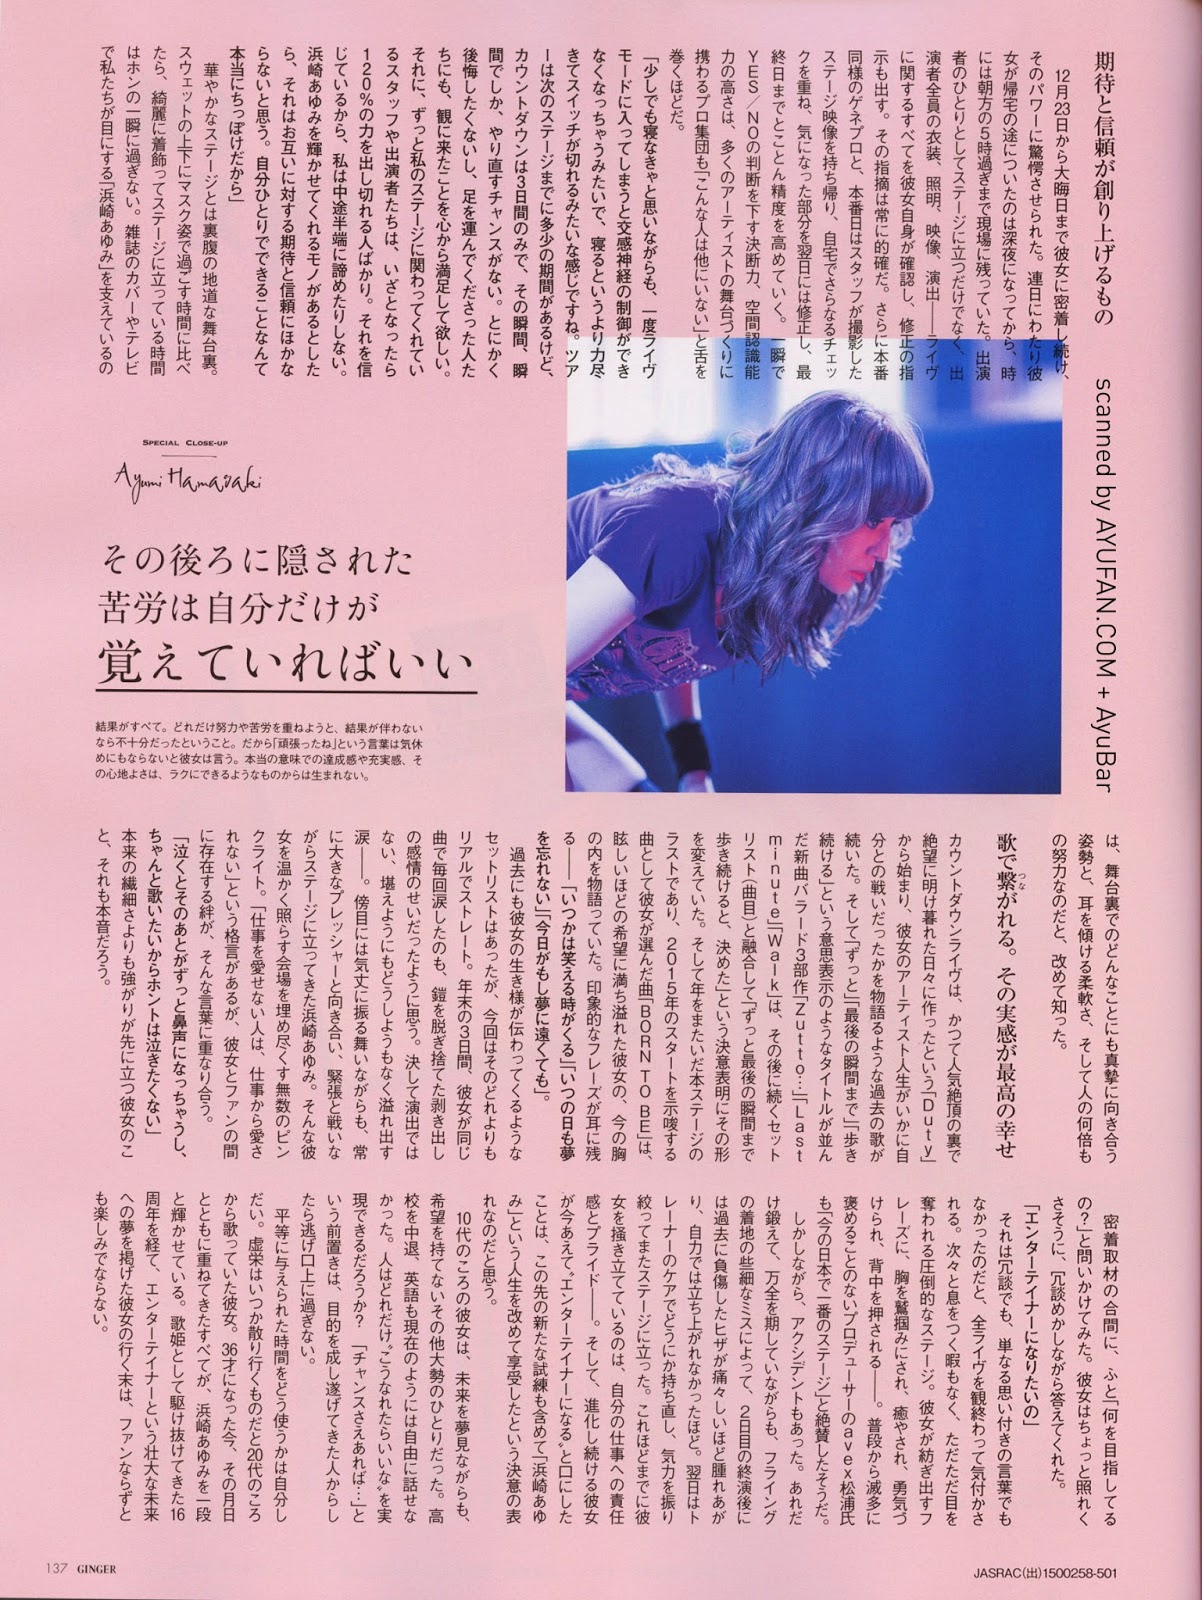 期待と信頼が創り上げるもの
12月23日から大晦日まで彼女に密着し続け、
そのパワーに驚愕させられた。連日にわたり彼
女が帰宅の途についたのは深夜になってから、時
には朝方の5時過ぎまで現場に残っていた。出演
者のひとりとしてステージに立つだけでなく、出
演者全員の衣装、照明、映像、演出――ライヴ
に関するすべてを彼女自身が確認し、修正の指
示も出す。その指摘は常に的確だ。さらに本番
同様のゲネプロと、本番日はスタッフが撮影した
ステージ映像を持ち帰り、自宅でさらなるチェッ
クを重ね、気になった部分を翌日には修正し、最
終日までとことん精度を高めていく。一瞬で
YES/NOの判断を下す決断力、空間認識能
力の高さは、多くのアーティストの舞台づくりに
携わるプロ集団も「こんな人は他にいない」と舌を
巻くほどだ。
「少しでも寝なきゃと思いながらも、一度ライヴ
モードに入ってしまうと交感神経の制御ができ
なくなっちゃうみたいで、寝るというより力尽
きてスイッチが切れるみたいな感じですね。ツア
ーは次のステージまでに多少の期間があるけど、
カウントダウンは3日間のみで、その瞬間、瞬
間でしか、やり直すチャンスがない。とにかく
後悔したくないし、足を運んでくださった人た
ちにも、観に来たことを心から満足して欲しい。
それに、ずっと私のステージに関わってくれてい
るスタッフや出演者たちは、いざとなったら
120%の力を出し切れる人ばかり。それを信
じているから、私は中途半端に諦めたりしない。
浜崎あゆみを輝かせてくれるモノがあるとした
ら、それはお互いに対する期待と信頼にほかな
らないと思う。自分ひとりでできることなんて
本当にちっぽけだから」
華やかなステージとは裏腹の地道な舞台裏。
スウェットの上下にマスク姿で過ごす時間に比べ
たら、綺麗に着飾ってステージに立っている時間
はホンの一瞬に過ぎない。雑誌のカバーやテレビ
で私たちが目にする「浜崎あゆみ」を支えているの
scanned by AYUFAN.COM + AyuBar
SPECIAL CLOSE-UP
Ayumi Hamasaki
その後ろに隠された
苦労は自分だけが
覚えていればいい
結果がすべて。どれだけ努力や苦労を重ねようと、結果が伴わない
なら不十分だったということ。だから「頑張ったね」という言葉は気休
めにもならないと彼女は言う。本当の意味での達成感や充実感、そ
の心地よさは、ラクにできるようなものからは生まれない。
は、舞台裏でのどんなことにも真摯に向き合う
姿勢と、耳を傾ける柔軟さ、そして人の何倍も
の努力なのだと、改めて知った。
歌で繋がれる。その実感が最高の幸せ
つな
カウントダウンライヴは、かつて人気絶頂の裏で
絶望に明け暮れた日々に作ったという「Duty」
から始まり、彼女のアーティスト人生がいかに自
分との戦いだったかを物語るような過去の歌が
続いた。そして「ずっと」「最後の瞬間まで」「歩き
続ける」という意思表示のようなタイトルが並ん
だ新曲バラード3部作「Zutto…」「Last
minute」「Walk」は、その後に続くセット
リスト(曲目)と融合して「ずっと最後の瞬間まで
歩き続けると、決めた」という決意表明にその形
を変えていた。そして年をまたいだ本ステージの
ラストであり、2015年のスタートを示唆する
曲として彼女が選んだ曲「BORN TO BE」は、
眩しいほどの希望に満ち溢れた彼女の、今の胸
の内を物語っていた。印象的なフレーズが耳に残
る――「いつかは笑える時がくる」「いつの日も夢
を忘れない」「今日がもし夢に遠くても」。
過去にも彼女の生き様が伝わってくるような
セットリストはあったが、今回はそのどれよりも
リアルでストレート。年末の3日間、彼女が同じ
曲で毎回涙したのも、鎧を脱ぎ捨てた剥き出し
の感情のせいだったように思う。決して演出では
ない、堪えようにもどうしようもなく溢れ出す
涙――。傍目には気丈に振る舞いながらも、常
に大きなプレッシャーと向き合い、緊張と戦いな
がらステージに立ってきた浜崎あゆみ。そんな彼
女を温かく照らす会場を埋め尽くす無数のピン
クライト。「仕事を愛せない人は、仕事から愛さ
れない」という格言があるが、彼女とファンの間
に存在する絆が、そんな言葉に重なり合う。
「泣くとそのあとがずっと鼻声になっちゃうし、
ちゃんと歌いたいからホントは泣きたくない」
本来の繊細さよりも強がりが先に立つ彼女のこ
と、それも本音だろう。
密着取材の合間に、ふと「何を目指してる
の?」と問いかけてみた。彼女はちょっと照れく
さそうに、冗談めかしながら答えてくれた。
「エンターテイナーになりたいの」
それは冗談でも、単なる思い付きの言葉でも
なかったのだと、全ライヴを観終わって気付かさ
れる。次々と息をつく暇もなく、ただただ目を
奪われる圧倒的なステージ。彼女が紡ぎ出すフ
レーズに、胸を鷲掴みにされ、癒やされ、勇気づ
けられ、背中を押される――。普段から滅多に
褒めることのないプロデューサーのavex松浦氏
も「今の日本で一番のステージ」と絶賛したそうだ。
しかしながら、アクシデントもあった。あれだ
け鍛えて、万全を期していながらも、フライング
の着地の些細なミスによって、2日目の終演後に
は過去に負傷したヒザが痛々しいほど腫れあが
り、自力では立ち上がれなかったほど。翌日はト
レーナーのケアでどうにか持ち直し、気力を振り
絞ってまたステージに立った。これほどまでに彼
女を掻き立てているのは、自分の仕事への責任
感とプライド――。そして、進化し続ける彼女
が今あえて〝エンターテイナーになる〟と口にした
ことは、この先の新たな試練も含めて「浜崎あゆ
み」という人生を改めて享受したという決意の表
れなのだと思う。
10代のころの彼女は、未来を夢見ながらも、
希望を持てないその他大勢のひとりだった。高
校を中退、英語も現在のようには自由に話せな
かった。人はどれだけ〝こうなれたらいいな〟を実
現できるだろうか?「チャンスさえあれば…」と
いう前置きは、目的を成し遂げてきた人からし
たら逃げ口上に過ぎない。
平等に与えられた時間をどう使うかは自分し
だい。虚栄はいつか散り行くものだと20代のころ
から歌っていた彼女。36才になった今、その月日
とともに重ねてきたすべてが、浜崎あゆみを一段
と輝かせている。歌姫として駆け抜けてきた16
周年を経て、エンターテイナーという壮大な未来
への夢を掲げた彼女の行く末は、ファンならずと
も楽しみでならない。
137 GINGER
JASRAC(出)1500258-501